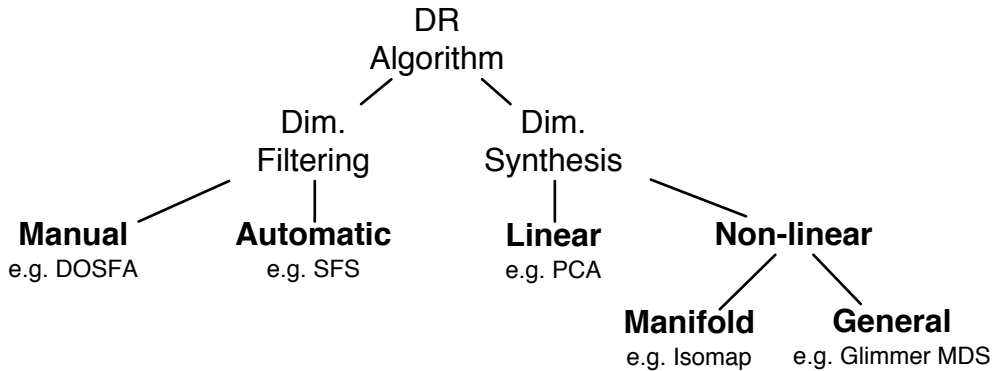 DR
Algorithm
Dim.
Filtering
Dim.
Synthesis
Manual
e.g. DOSFA
Automatic
e.g. SFS
Linear
e.g. PCA
Non-linear
Manifold
e.g. Isomap
General
e.g. Glimmer MDS